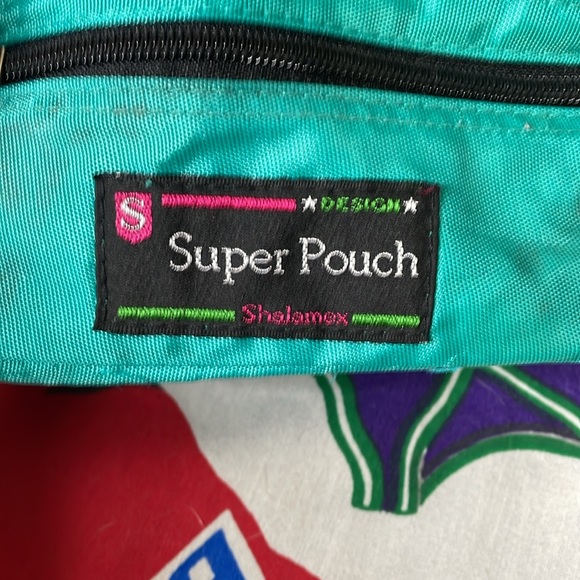 S ★DESIGN★
Super Pouch
Shalamex